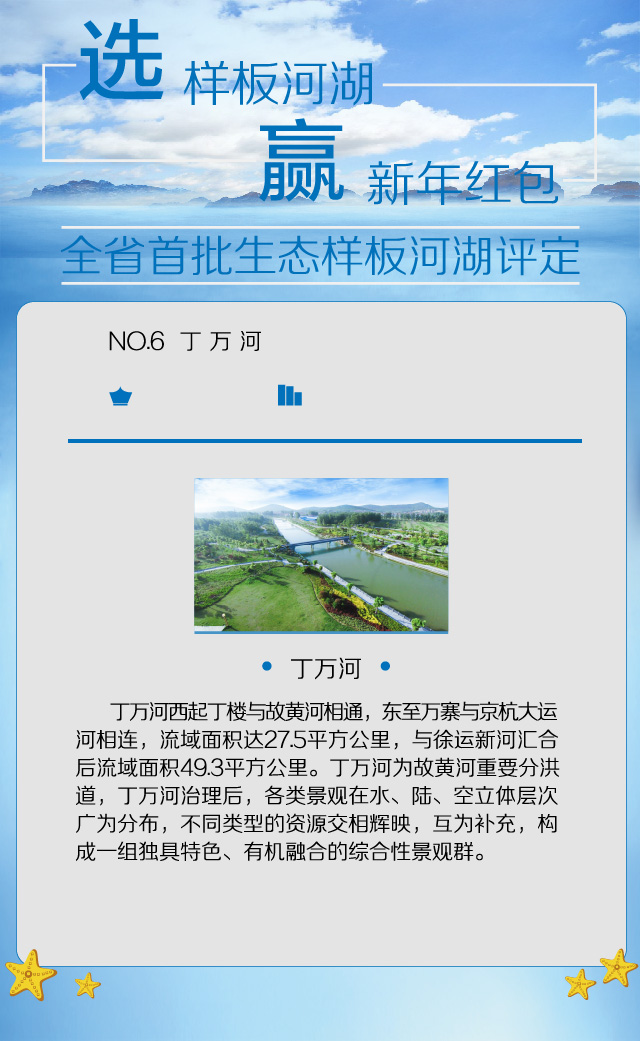 选 样板河湖
赢 新年红包
全省首批生态样板河湖评定
NO.6 丁万河
丁万河
丁万河西起丁楼与故黄河相通，东至万寨与京杭大运
河相连，流域面积达27.5平方公里，与徐运新河汇合
后流域面积49.3平方公里。丁万河为故黄河重要分洪
道，丁万河治理后，各类景观在水、陆、空立体层次
广为分布，不同类型的资源交相辉映，互为补充，构
成一组独具特色、有机融合的综合性景观群。